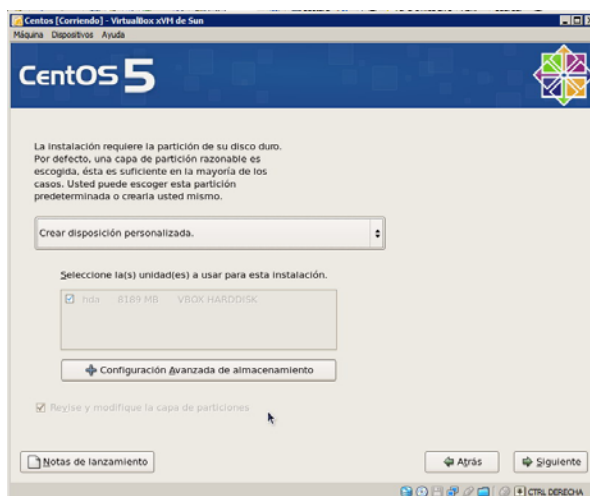 Centos [Corriendo] - VirtualBox xVM de Sun
Máquina Dispositivos Ayuda
CentOS 5
La instalación requiere la partición de su disco duro.
Por defecto, una capa de partición razonable es
escogida, ésta es suficiente en la mayoría de los
casos. Usted puede escoger esta partición
predeterminada o crearla usted mismo.
Crear disposición personalizada.
Seleccione la(s) unidad(es) a usar para esta instalación.
hda 8189 MB VBOX HARDDISK
Configuración Avanzada de almacenamiento
Revise y modifique la capa de particiones
Notas de lanzamiento
Atrás
Siguiente
CTRL DERECHA